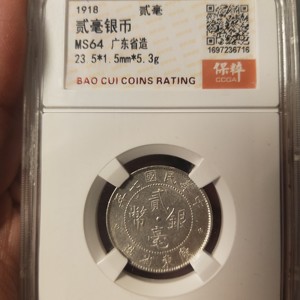 1918 贰毫
贰毫银币
MS64 广东省造
23.5*1.5mm*5.3g
保粹
1697236716
BAO CUI COINS RATING
中華民國七年
貳毫銀幣